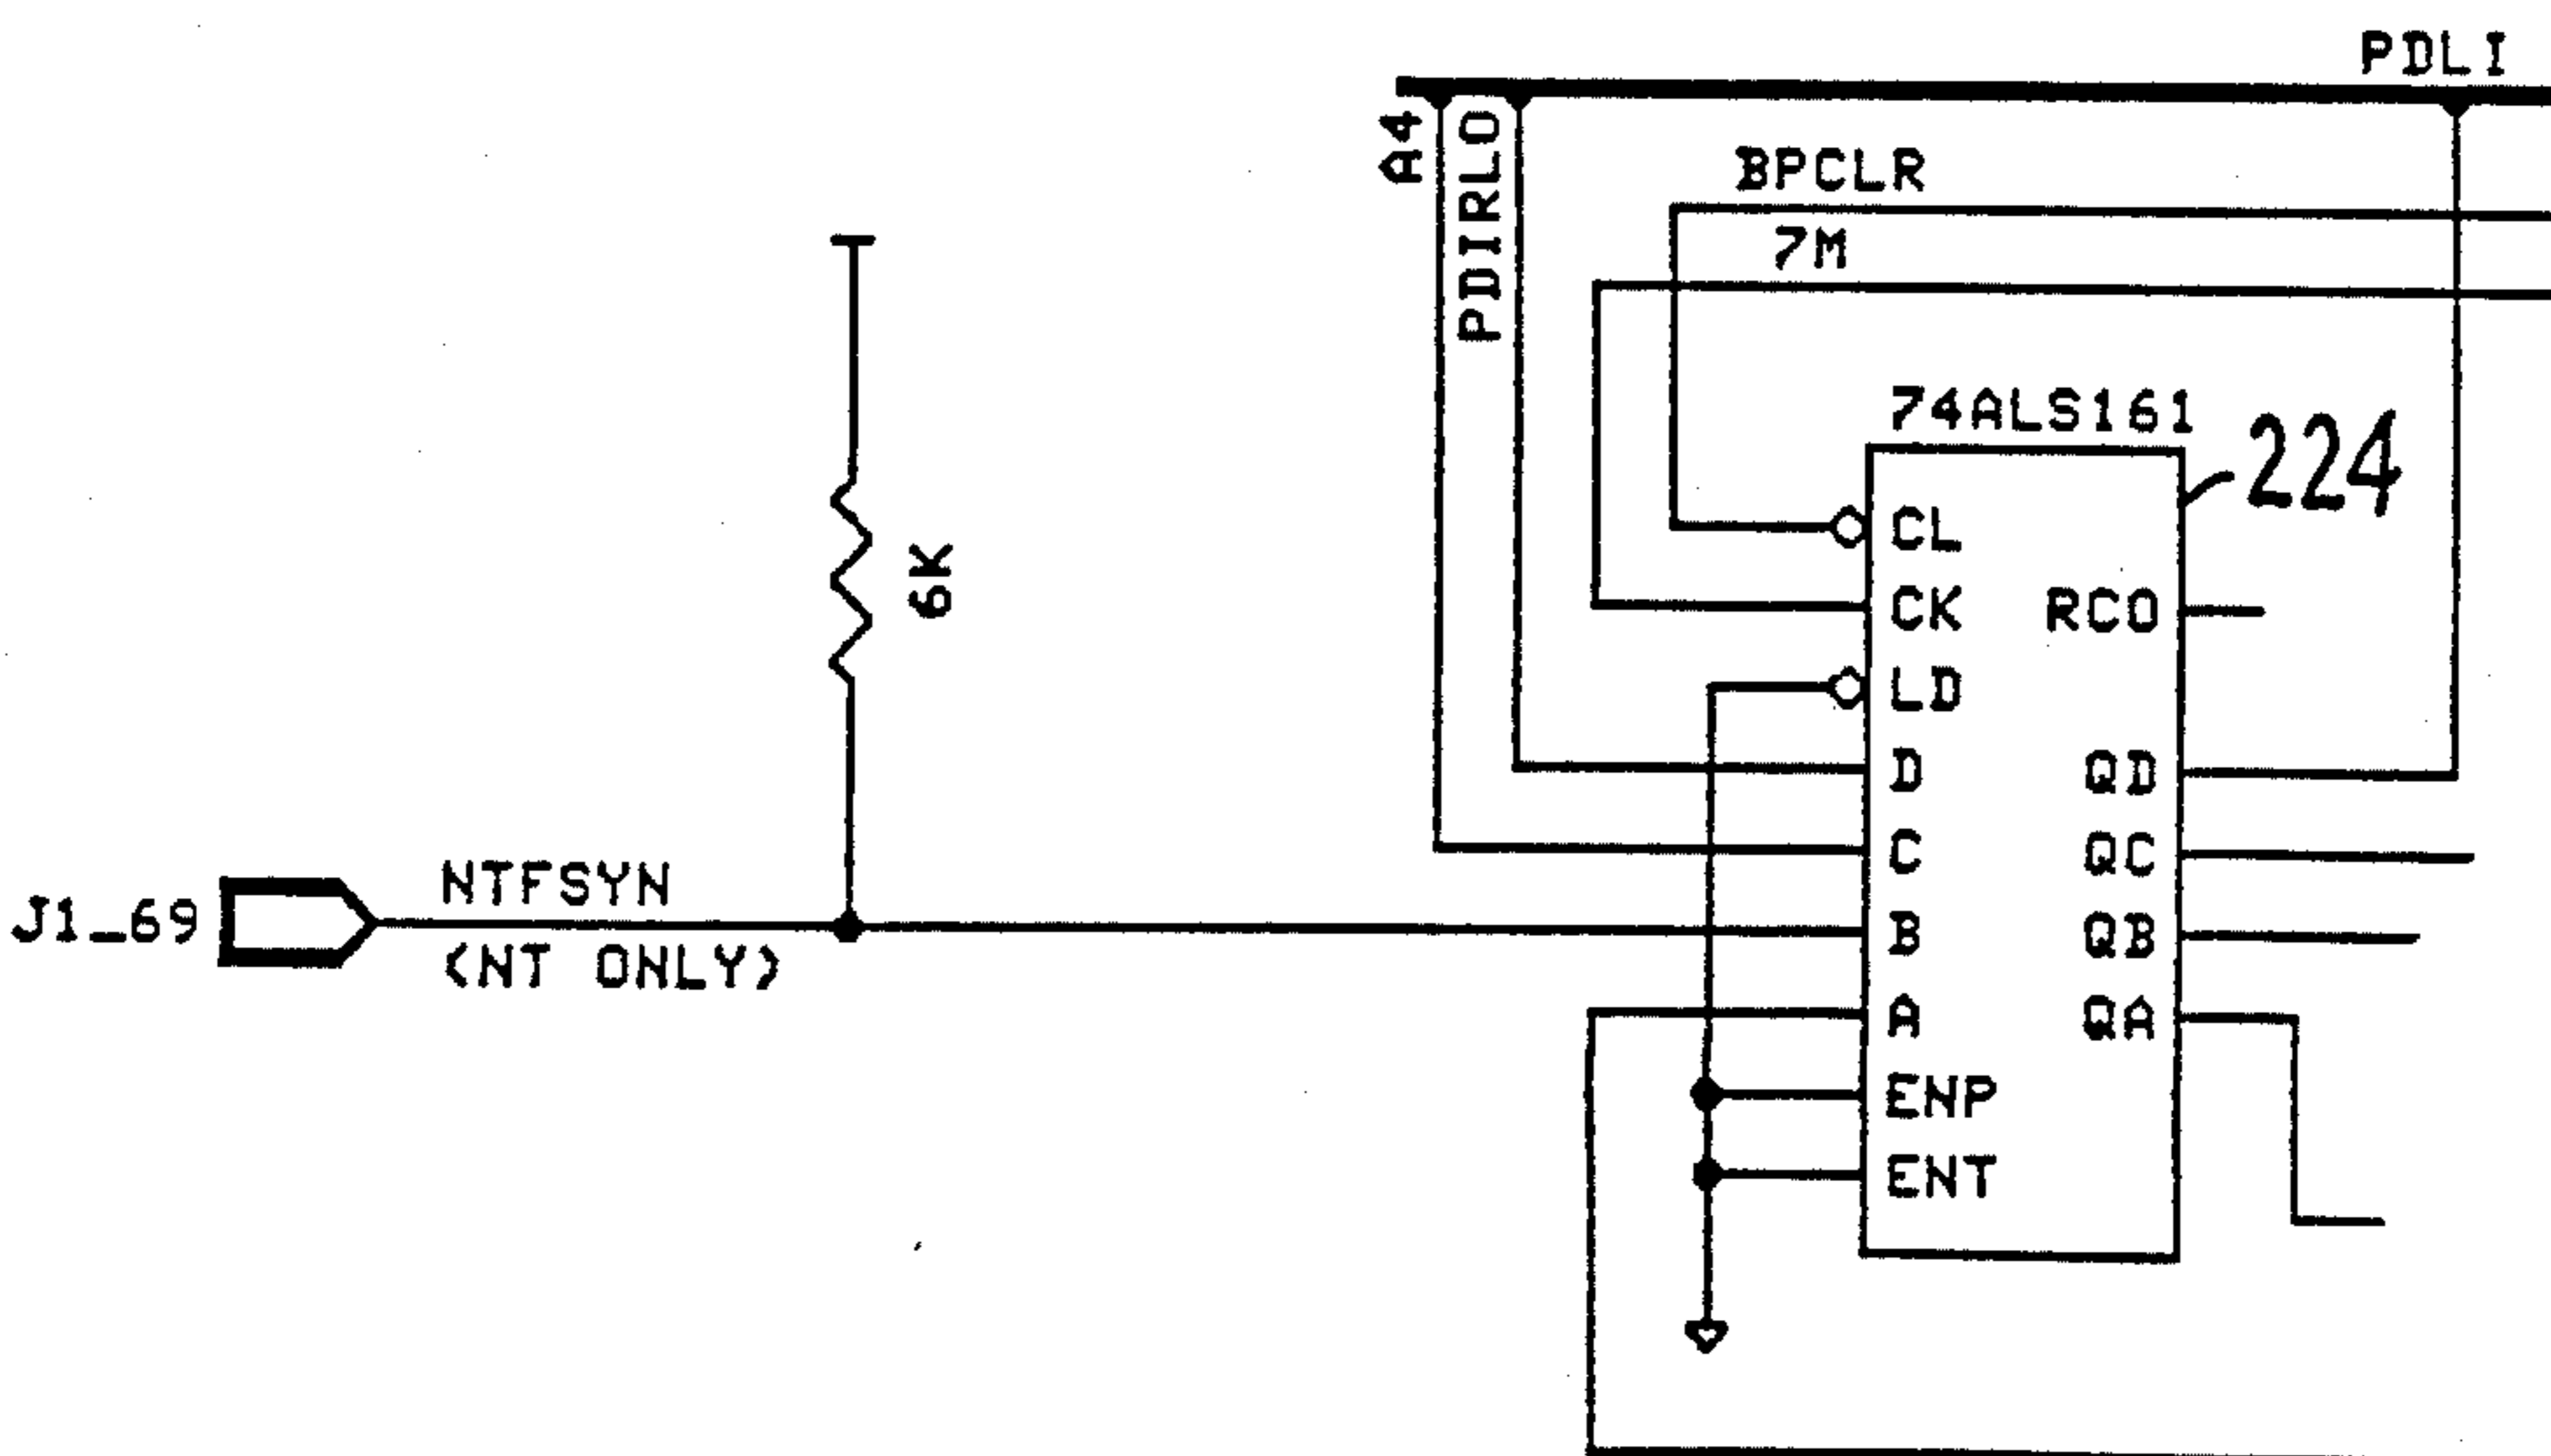 PDLI
A4
PDIRLO
BPCLR
7M
74ALS161
224
6K
CL
CK
RCO
LD
D
QD
C
QC
J1_69
NTFSYN
(NT ONLY)
B
QB
A
QA
ENP
ENT